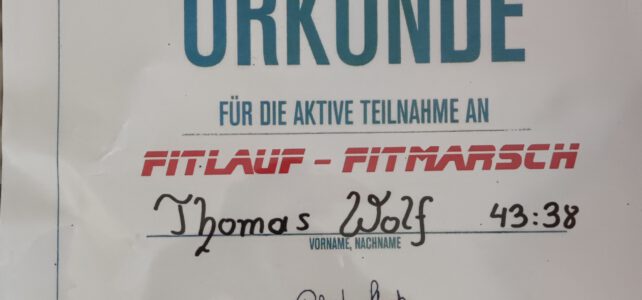 URKUNDE
FÜR DIE AKTIVE TEILNAHME AN
FITLAUF - FITMARSCH
Thomas Wolf 43:38
VORNAME, NACHNAME